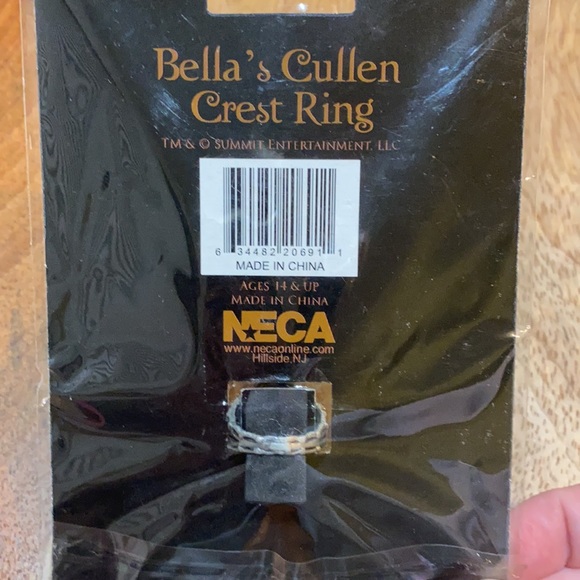 Bella's Cullen
Crest Ring
TM & © Summit Entertainment, LLC
6 34482 20691 1
MADE IN CHINA
Ages 14 & Up
Made in China
NECA
www.necaonline.com
Hillside, NJ